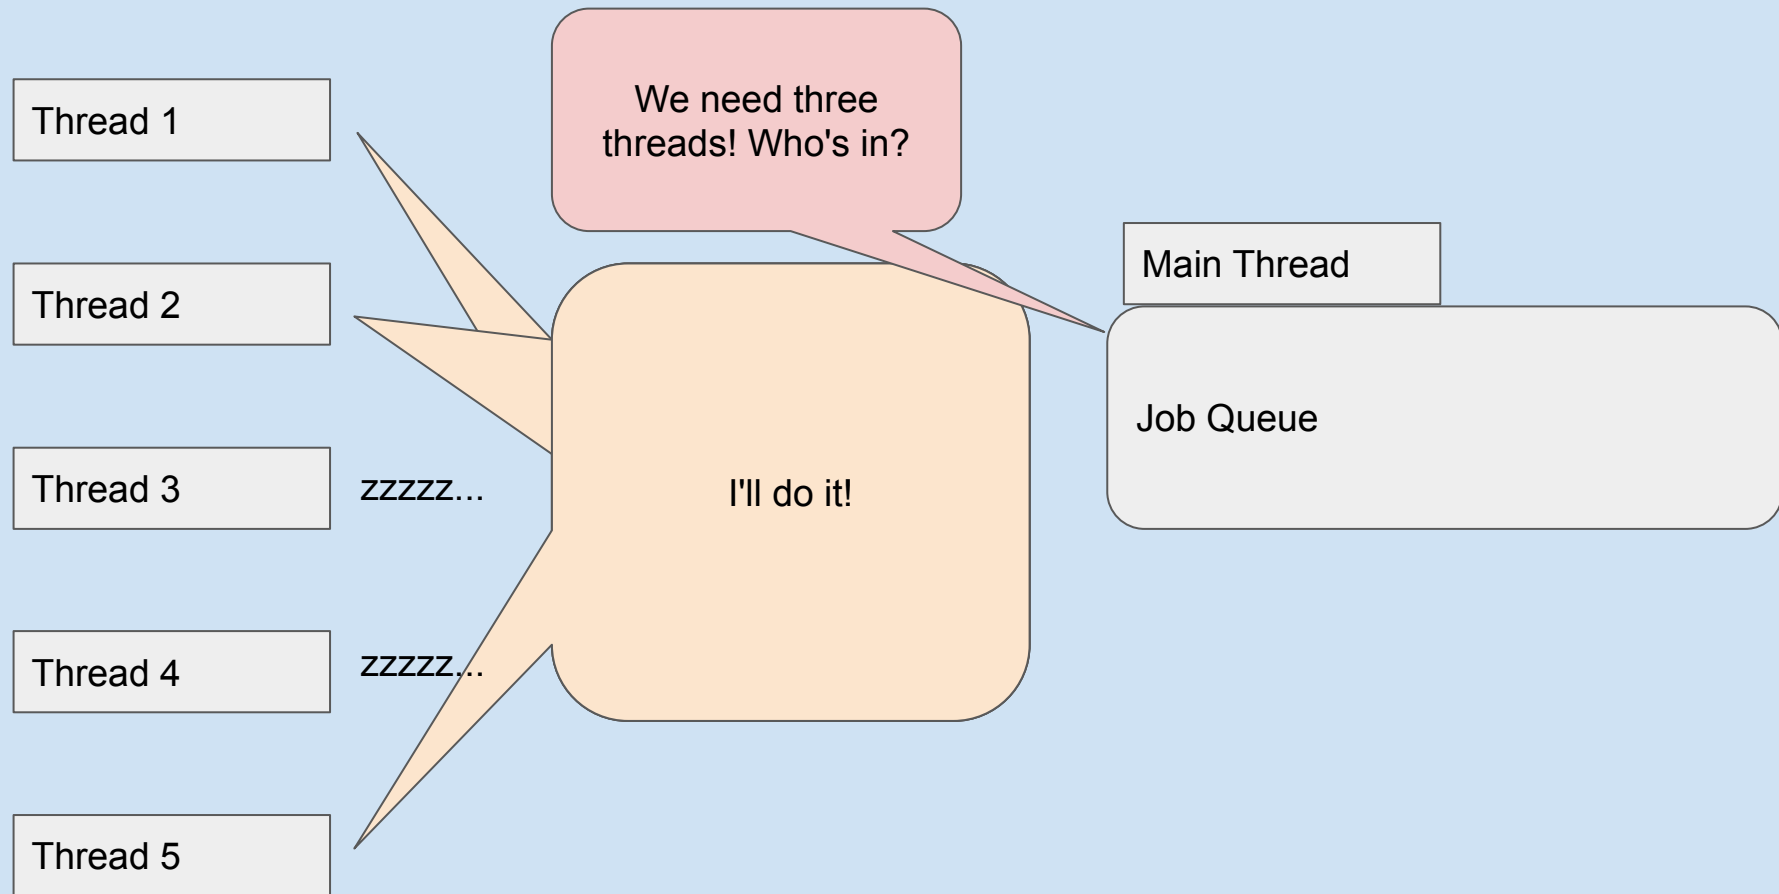 Thread 1
Thread 2
Thread 3
zzzzz...
Thread 4
zzzzz...
Thread 5
We need three
threads! Who's in?
I'll do it!
Main Thread
Job Queue